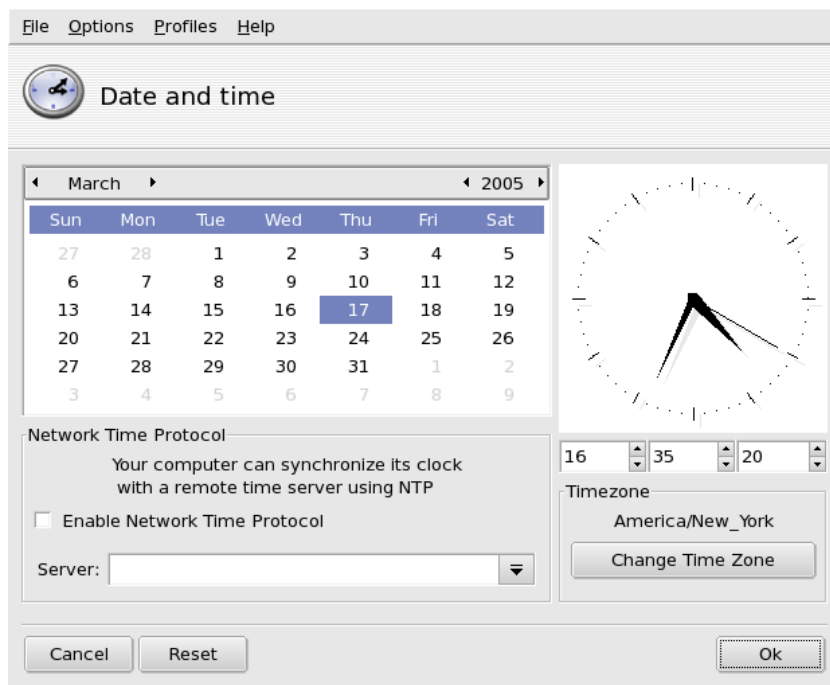 File Options Profiles Help
Date and time
March 2005
Sun Mon Tue Wed Thu Fri Sat
27 28 1 2 3 4 5
6 7 8 9 10 11 12
13 14 15 16 17 18 19
20 21 22 23 24 25 26
27 28 29 30 31 1 2
3 4 5 6 7 8 9
Network Time Protocol
Your computer can synchronize its clock
with a remote time server using NTP
Enable Network Time Protocol
Server:
16 35 20
Timezone
America/New_York
Change Time Zone
Cancel Reset Ok